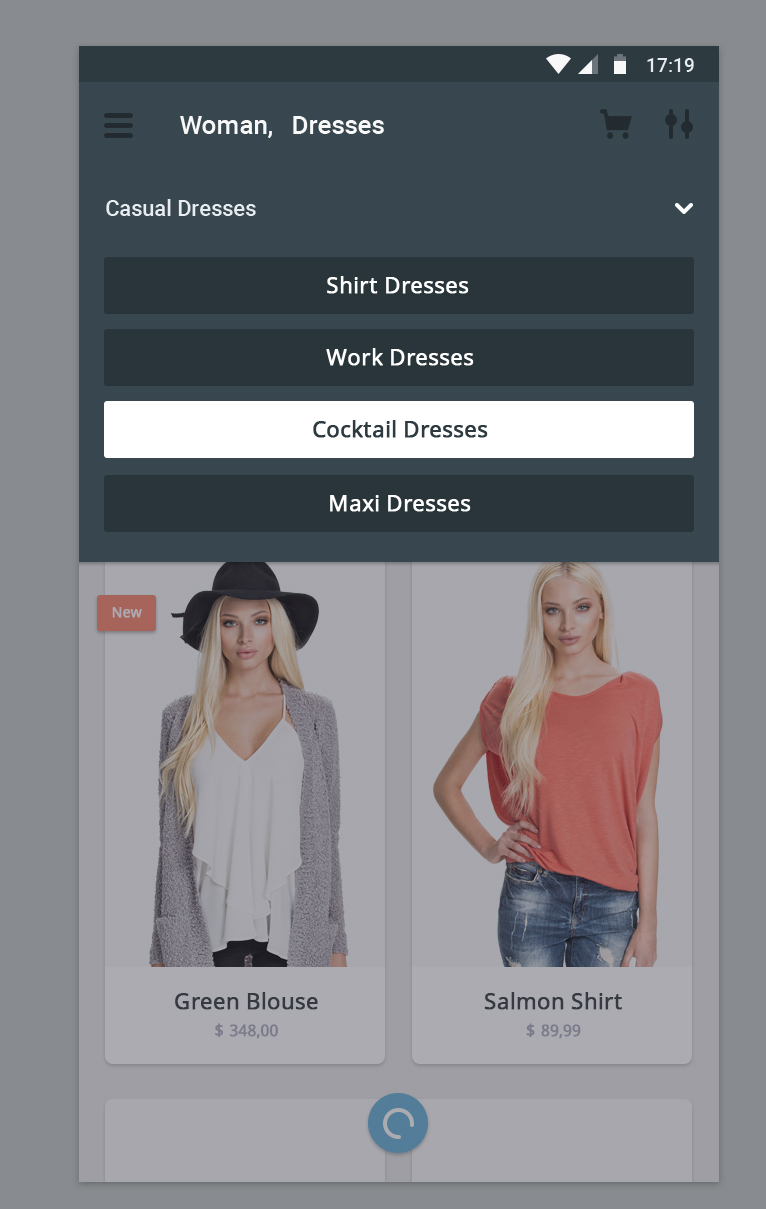 17:19
Woman, Dresses
Casual Dresses
Shirt Dresses
Work Dresses
Cocktail Dresses
Maxi Dresses
New
Green Blouse
$ 348,00
Salmon Shirt
$ 89,99